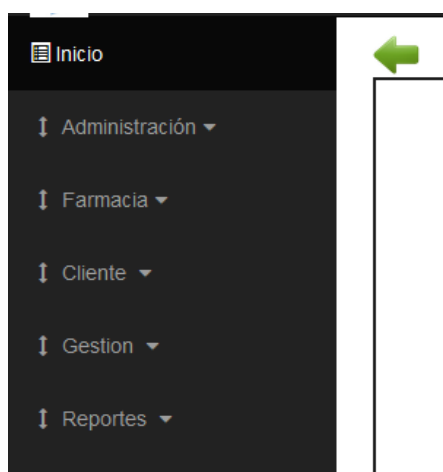 Inicio
Administración
Farmacia
Cliente
Gestion
Reportes